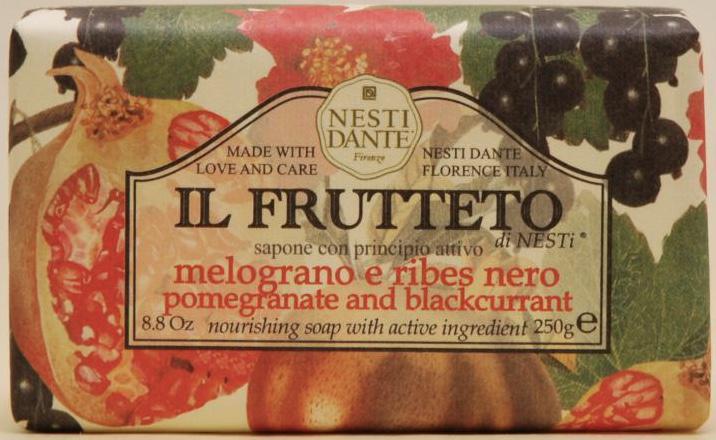 NESTI
DANTE
Firenze
MADE WITH
LOVE AND CARE
NESTI DANTE
FLORENCE ITALY
IL FRUTTETO
di NESTi ®
sapone con principio attivo
melograno e ribes nero
pomegranate and blackcurrant
8.8 Oz nourishing soap with active ingredient 250g e